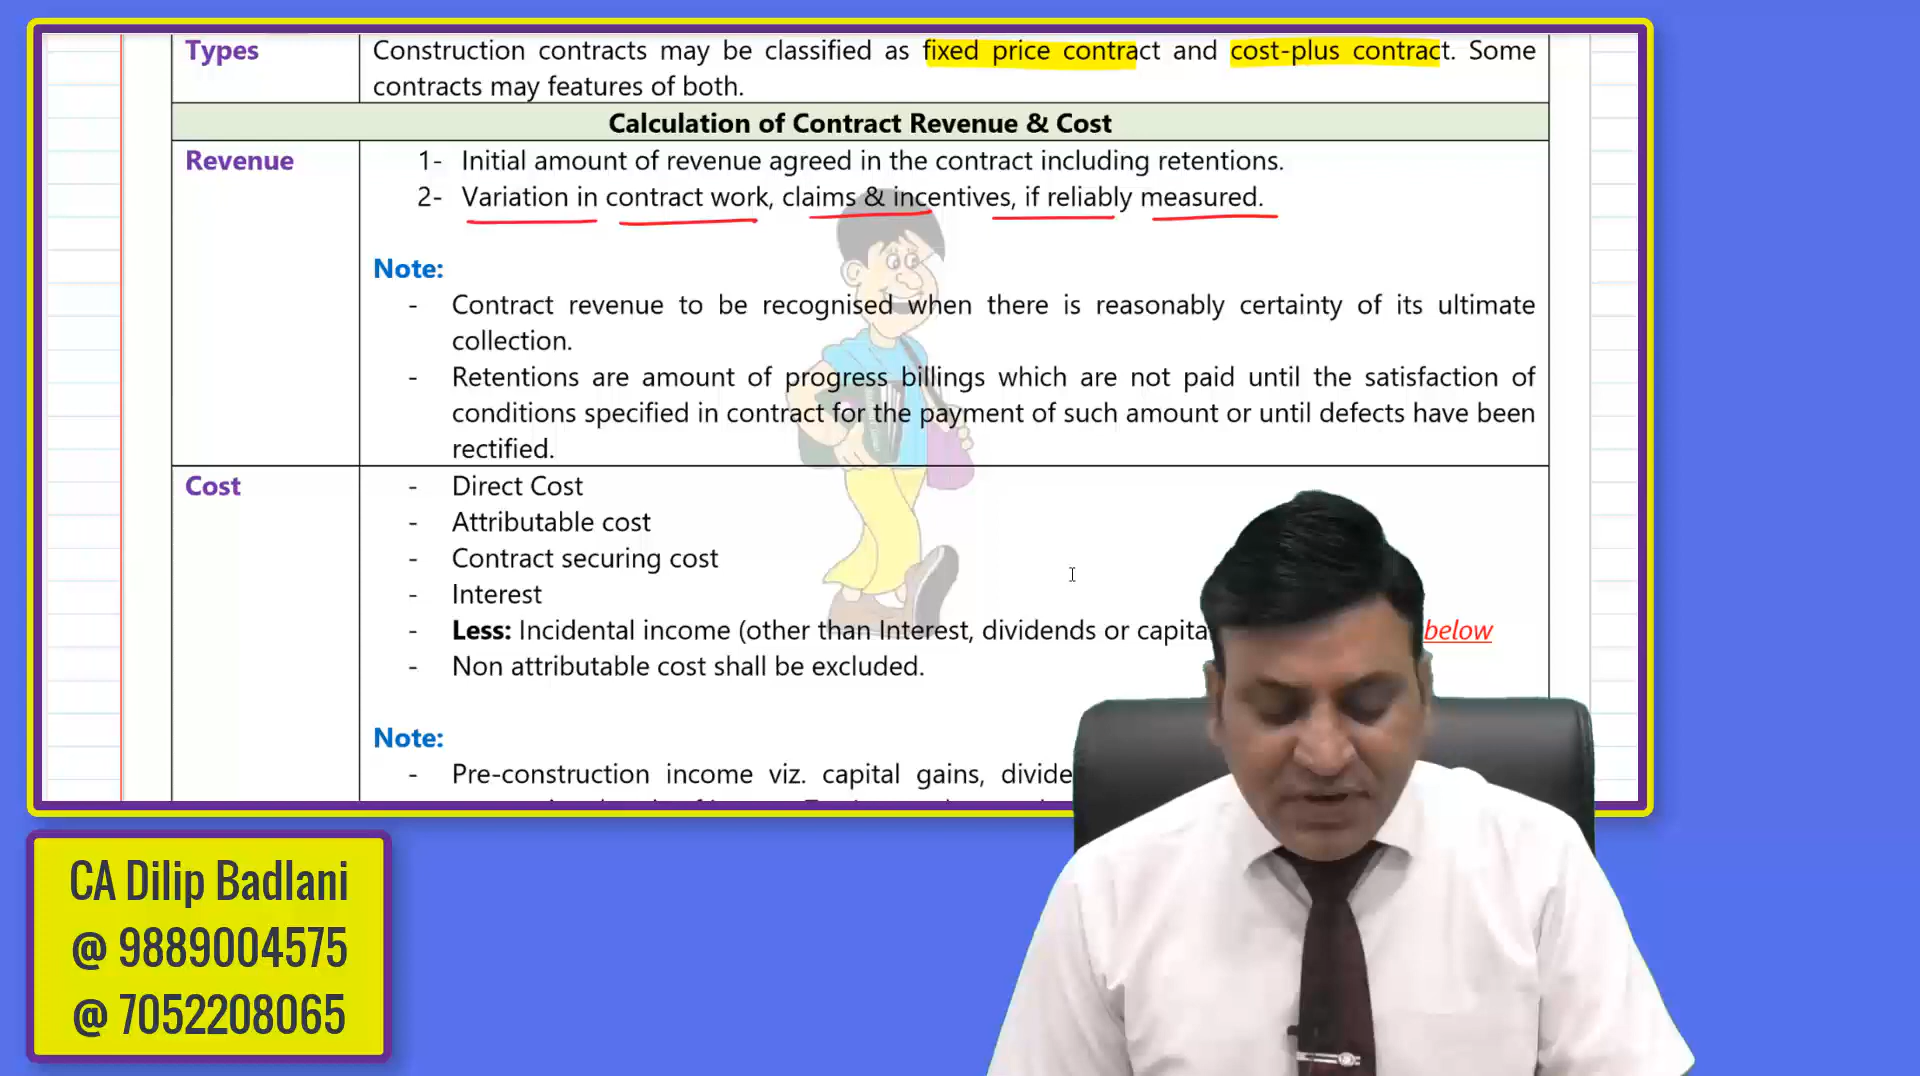 Types
Construction contracts may be classified as fixed price contract and cost-plus contract. Some
contracts may features of both.
Calculation of Contract Revenue & Cost
Revenue
1- Initial amount of revenue agreed in the contract including retentions.
2- Variation in contract work, claims & incentives, if reliably measured.
Note:
- Contract revenue to be recognised when there is reasonably certainty of its ultimate
collection.
- Retentions are amount of progress billings which are not paid until the satisfaction of
conditions specified in contract for the payment of such amount or until defects have been
rectified.
Cost
- Direct Cost
- Attributable cost
- Contract securing cost
- Interest
- Less: Incidental income (other than Interest, dividends or capita
below
- Non attributable cost shall be excluded.
Note:
- Pre-construction income viz. capital gains, divide
CA Dilip Badlani
@ 9889004575
@ 7052208065